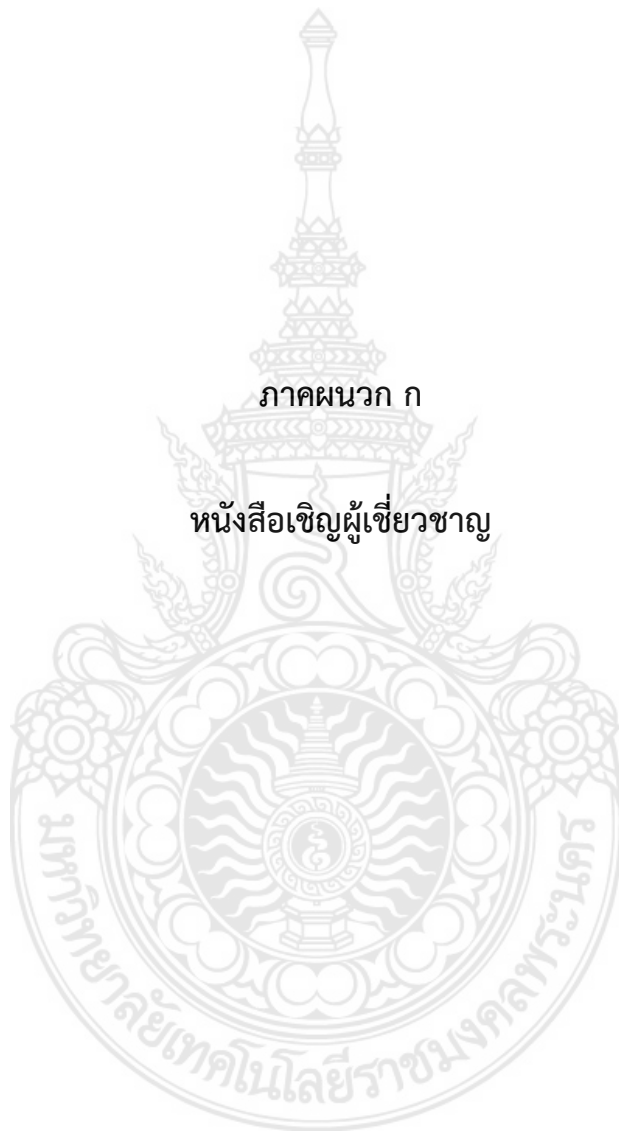 ภาคผนวก ก
หนังสือเชิญผู้เชี่ยวชาญ
มหาวิทยาลัยเทคโนโลยีราชมงคลพระนคร